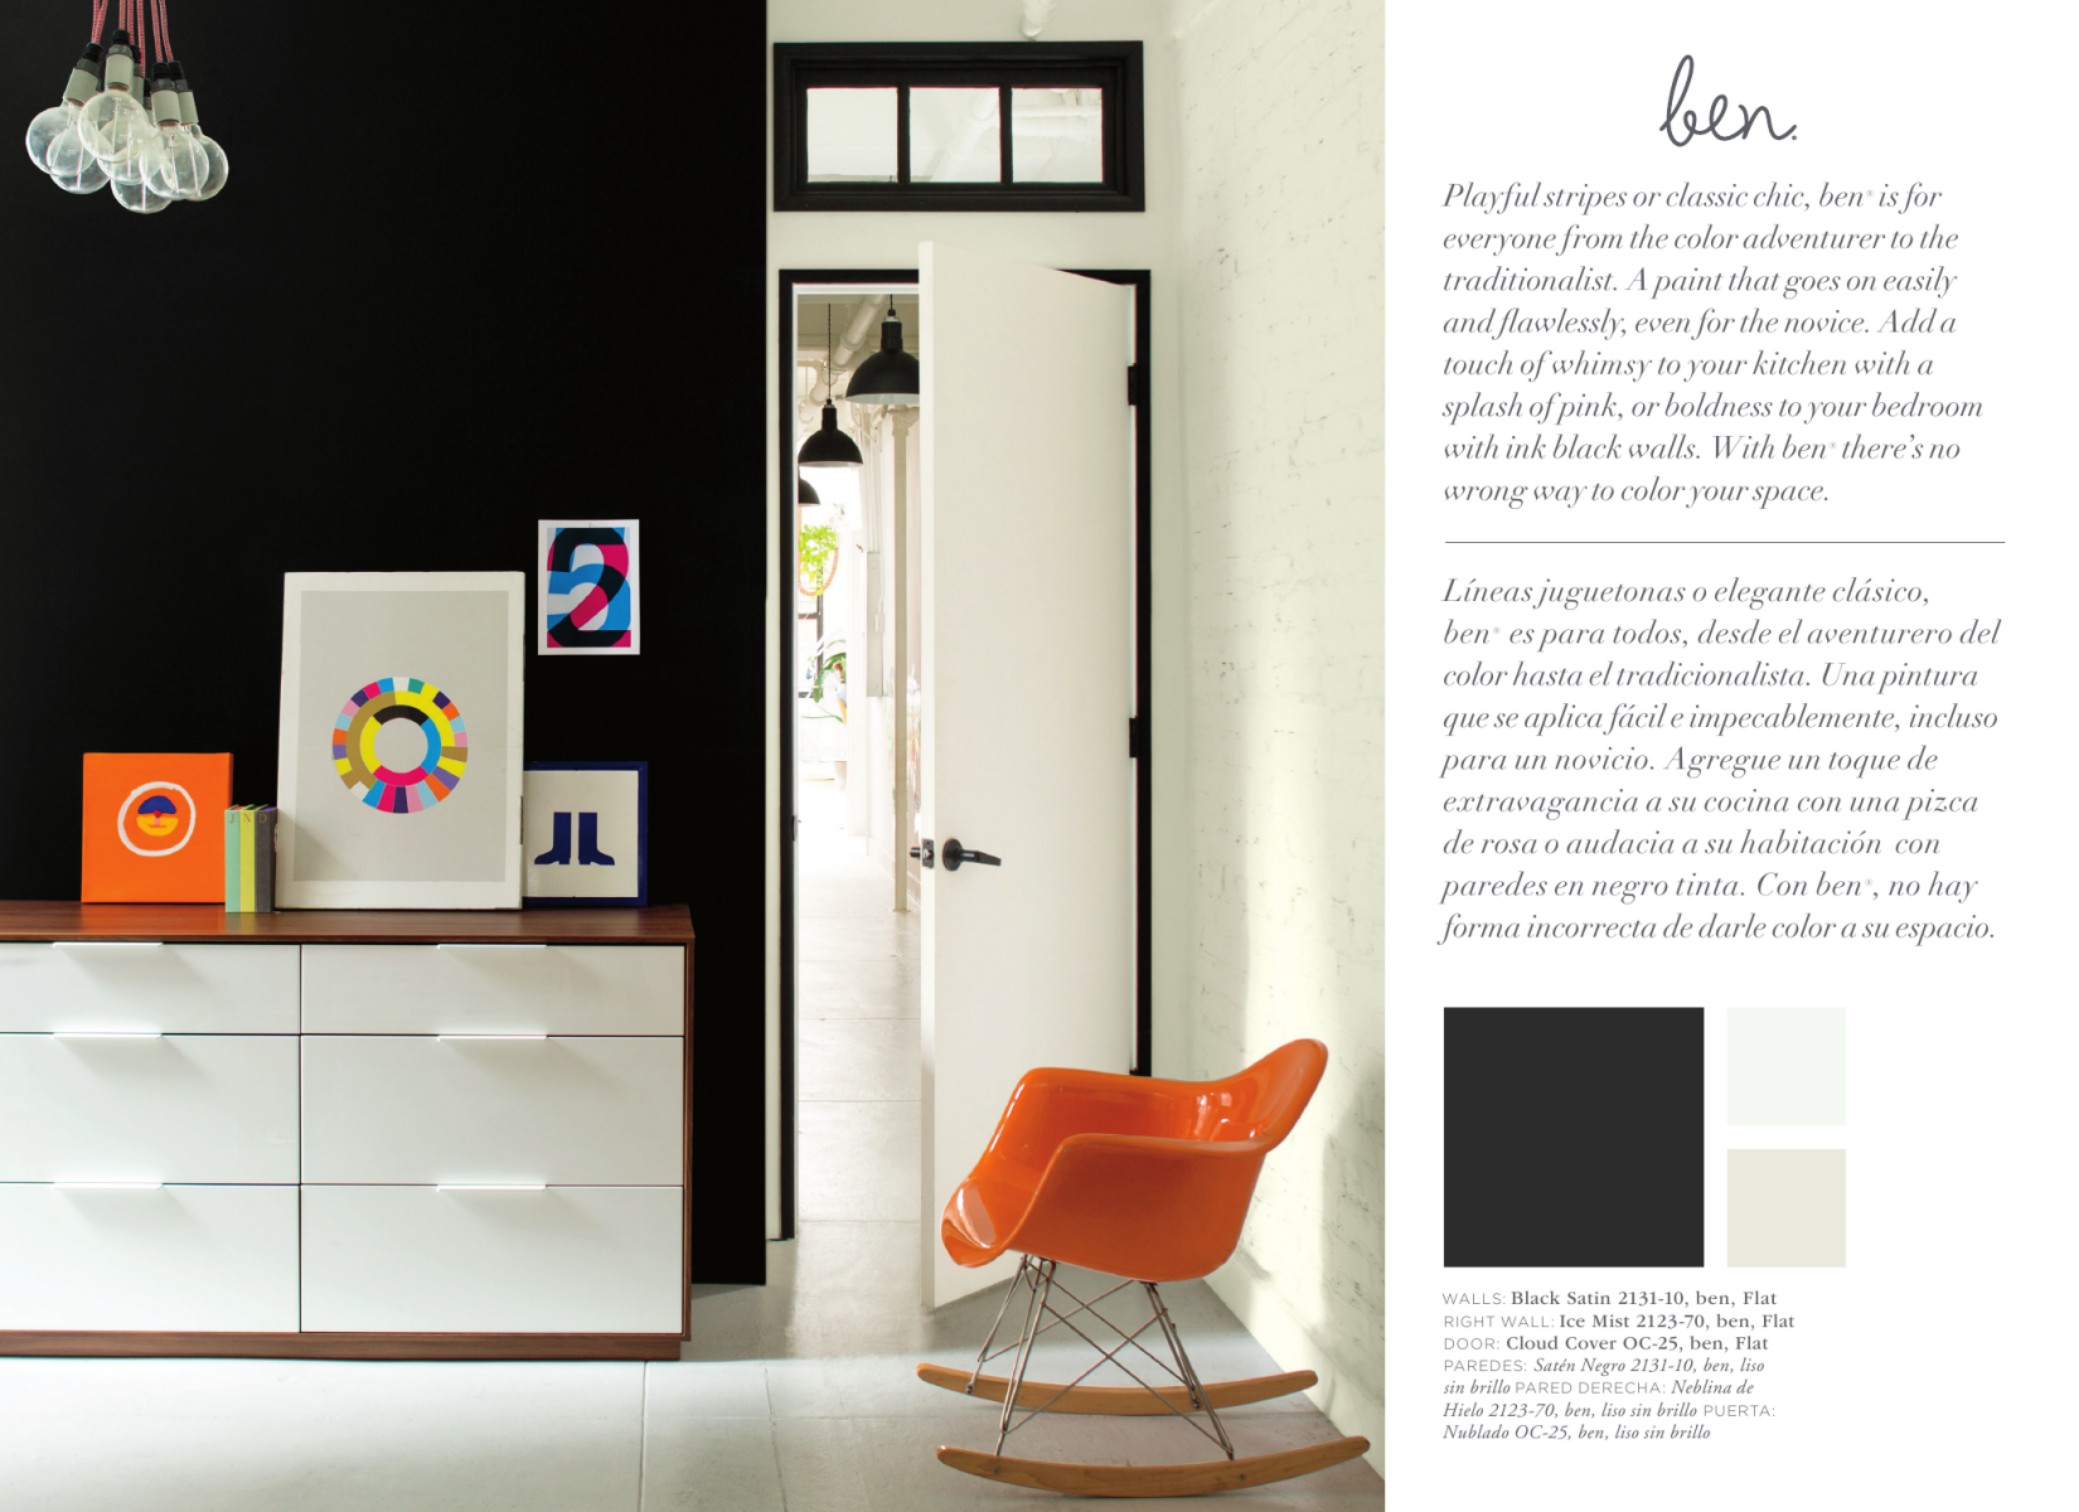 ben.
Playful stripes or classic chic, ben® is for
everyone from the color adventurer to the
traditionalist. A paint that goes on easily
and flawlessly, even for the novice. Add a
touch of whimsy to your kitchen with a
splash of pink, or boldness to your bedroom
with ink black walls. With ben® there's no
wrong way to color your space.
Líneas juguetonas o elegante clásico,
ben® es para todos, desde el aventurero del
color hasta el tradicionalista. Una pintura
que se aplica fácil e impecablemente, incluso
para un novicio. Agregue un toque de
extravagancia a su cocina con una pizca
de rosa o audacia a su habitación con
paredes en negro tinta. Con ben®, no hay
forma incorrecta de darle color a su espacio.
WALLS: Black Satin 2131-10, ben, Flat
RIGHT WALL: Ice Mist 2123-70, ben, Flat
DOOR: Cloud Cover OC-25, ben, Flat
PAREDES: Satén Negro 2131-10, ben, liso
sin brillo PARED DERECHA: Neblina de
Hielo 2123-70, ben, liso sin brillo PUERTA:
Nublado OC-25, ben, liso sin brillo
2
J N D